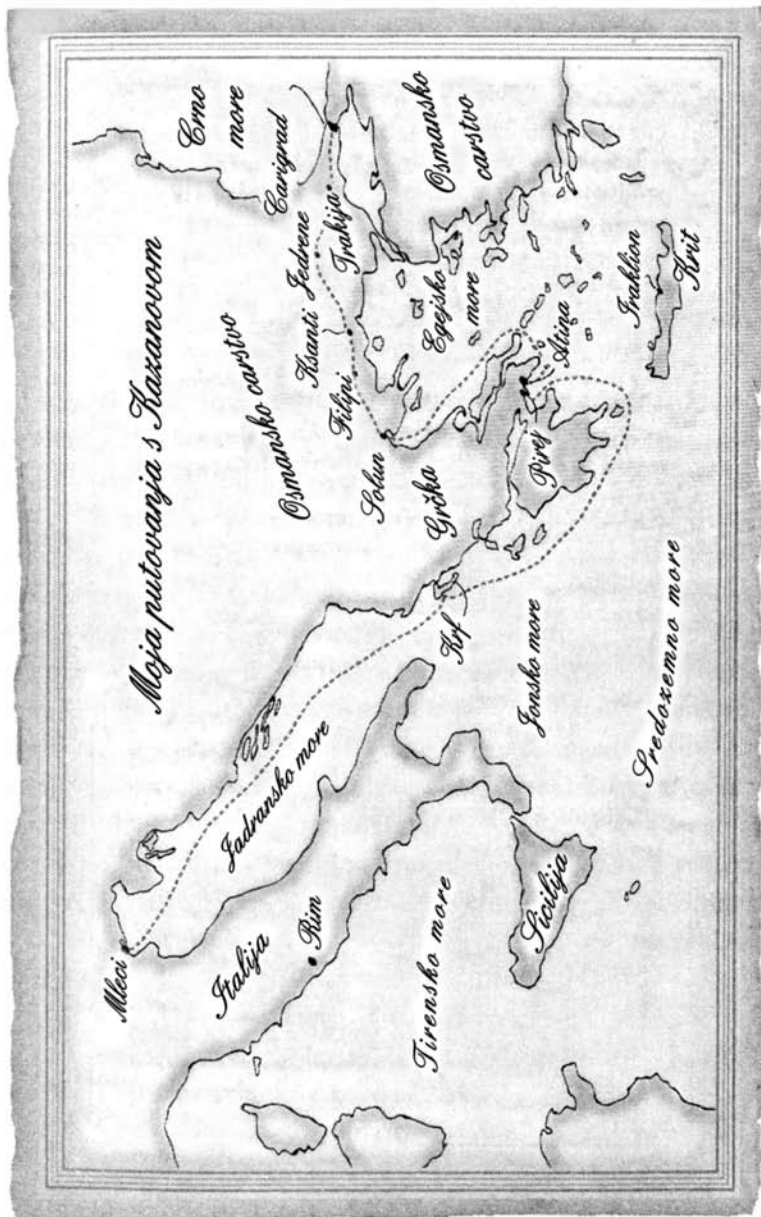 Moja putovanja s Kazanovom
Crno
more
Carigrad
Osmansko carstvo
Jedrene
Trakija
Ksanti
Filipi
Solun
Osmansko
carstvo
Egejsko
more
Grčka
Atina
Pirej
Iraklion
Krit
Krf
Mleci
Jadransko more
Italija
Rim
Jonsko more
Tirensko more
Sicilija
Sredozemno more